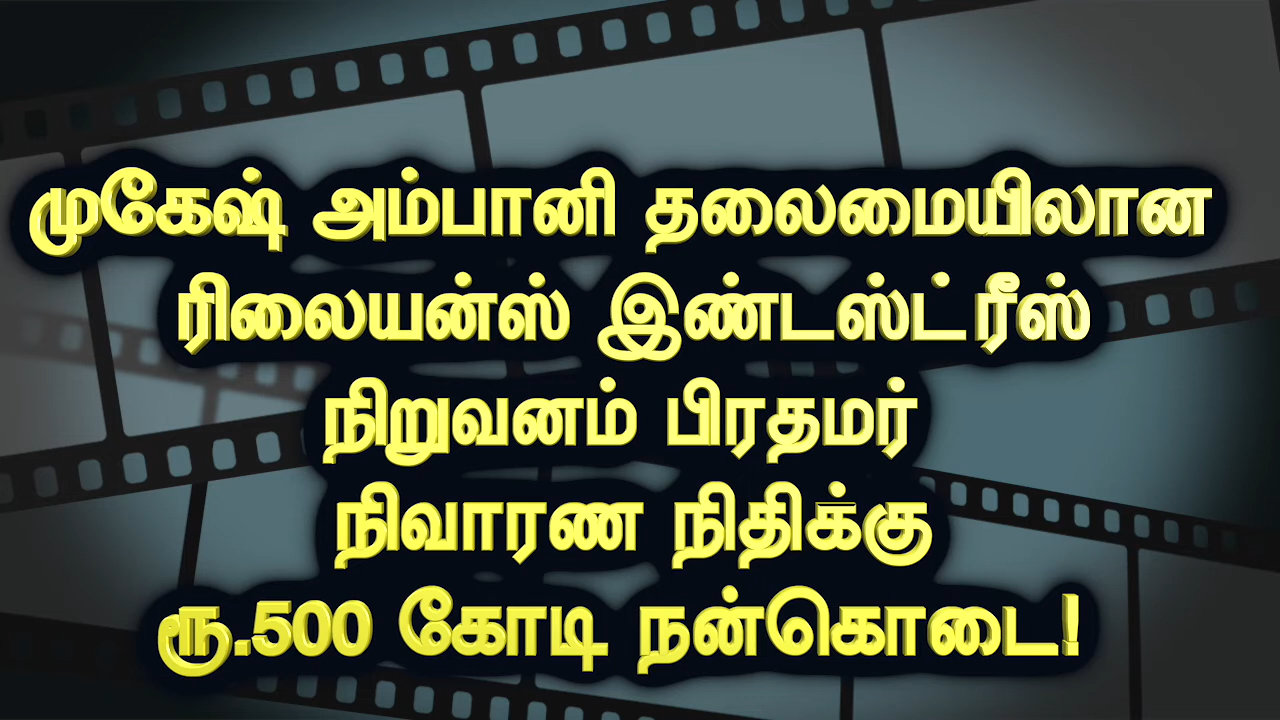 முகேஷ் அம்பானி தலைமையிலான
ரிலையன்ஸ் இண்டஸ்ட்ரீஸ்
நிறுவனம் பிரதமர்
நிவாரண நிதிக்கு
ரூ.500 கோடி நன்கொடை!